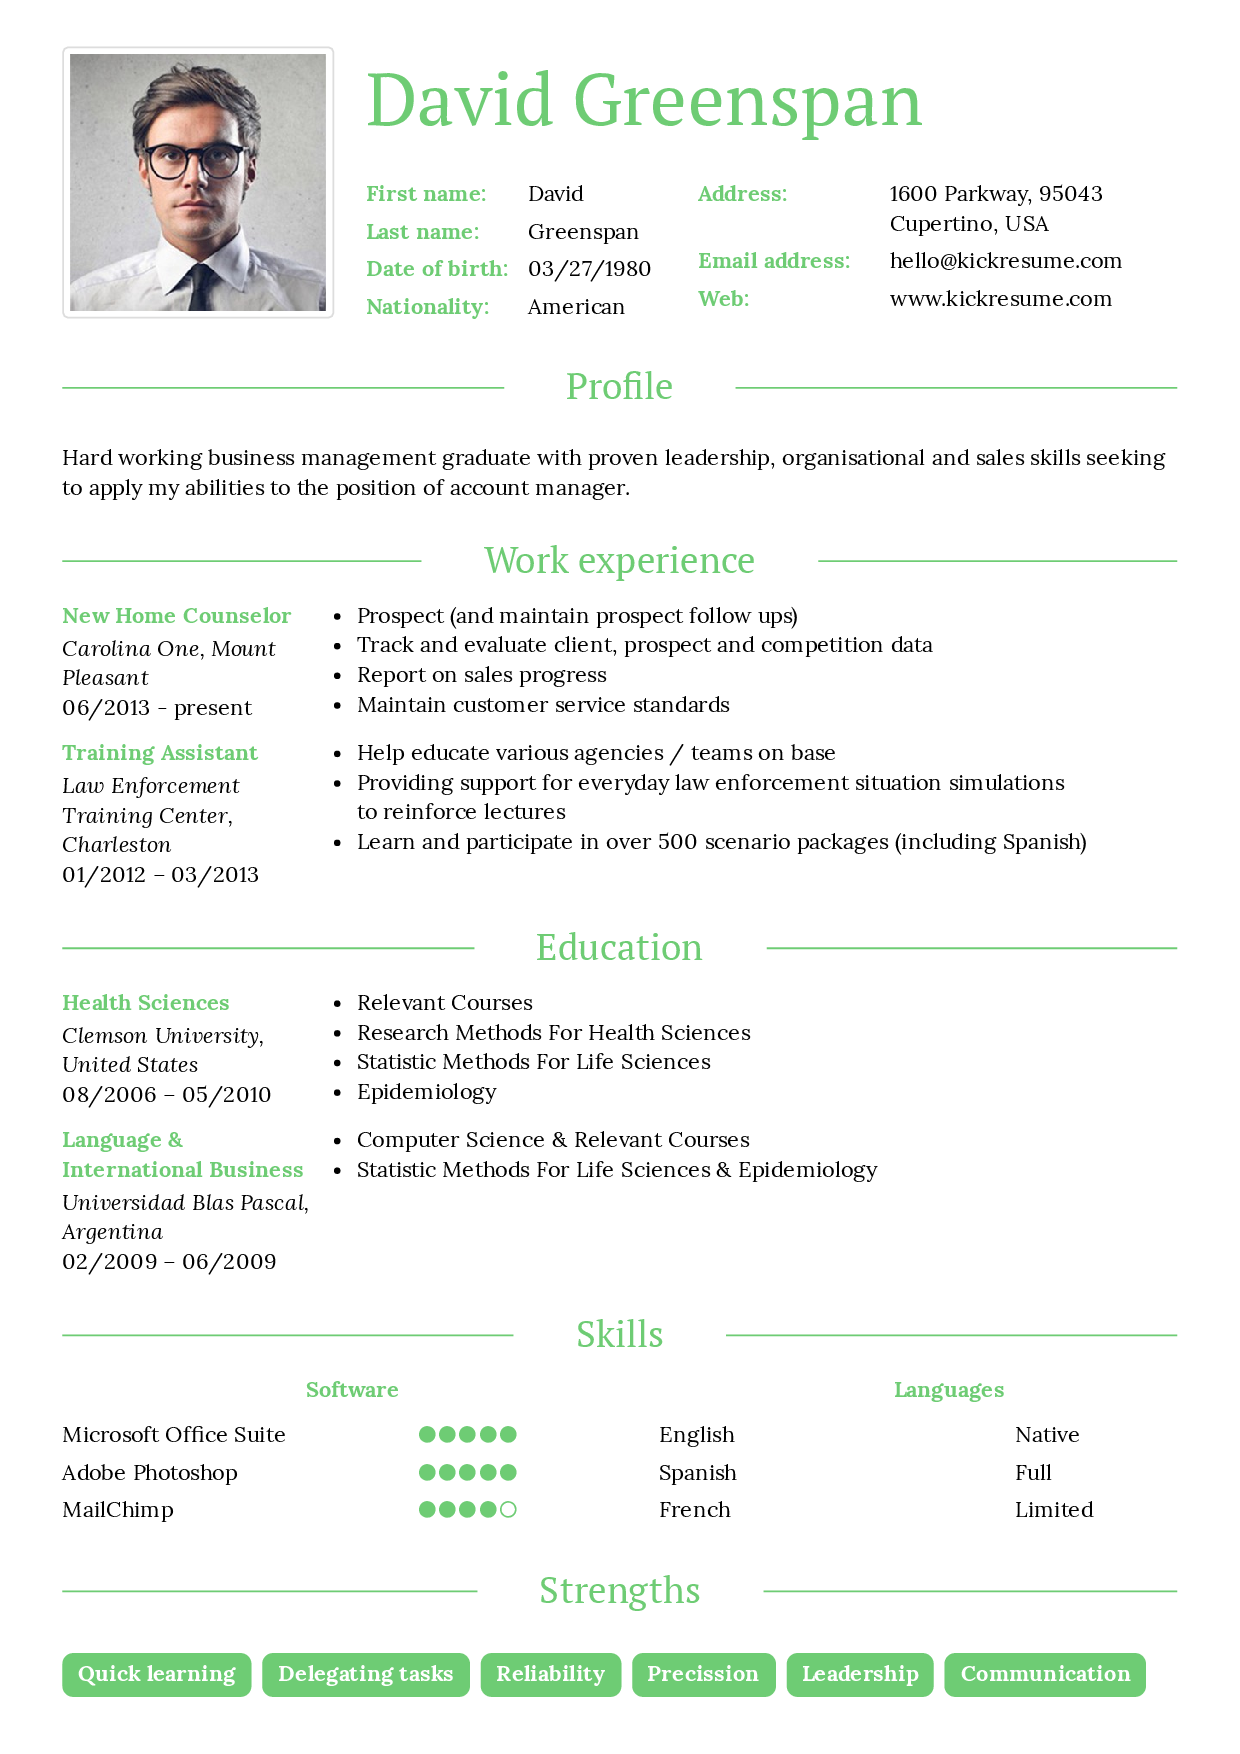 David Greenspan
First name: David
Last name: Greenspan
Date of birth: 03/27/1980
Nationality: American
Address: 1600 Parkway, 95043
Cupertino, USA
Email address: hello@kickresume.com
Web: www.kickresume.com
Profile
Hard working business management graduate with proven leadership, organisational and sales skills seeking
to apply my abilities to the position of account manager.
Work experience
New Home Counselor
Carolina One, Mount
Pleasant
06/2013 - present
• Prospect (and maintain prospect follow ups)
• Track and evaluate client, prospect and competition data
• Report on sales progress
• Maintain customer service standards
Training Assistant
Law Enforcement
Training Center,
Charleston
01/2012 – 03/2013
• Help educate various agencies / teams on base
• Providing support for everyday law enforcement situation simulations
to reinforce lectures
• Learn and participate in over 500 scenario packages (including Spanish)
Education
Health Sciences
Clemson University,
United States
08/2006 – 05/2010
• Relevant Courses
• Research Methods For Health Sciences
• Statistic Methods For Life Sciences
• Epidemiology
Language &
International Business
Universidad Blas Pascal,
Argentina
02/2009 – 06/2009
• Computer Science & Relevant Courses
• Statistic Methods For Life Sciences & Epidemiology
Skills
Software
Microsoft Office Suite
Adobe Photoshop
MailChimp
Languages
English Native
Spanish Full
French Limited
Strengths
Quick learning Delegating tasks Reliability Precission Leadership Communication